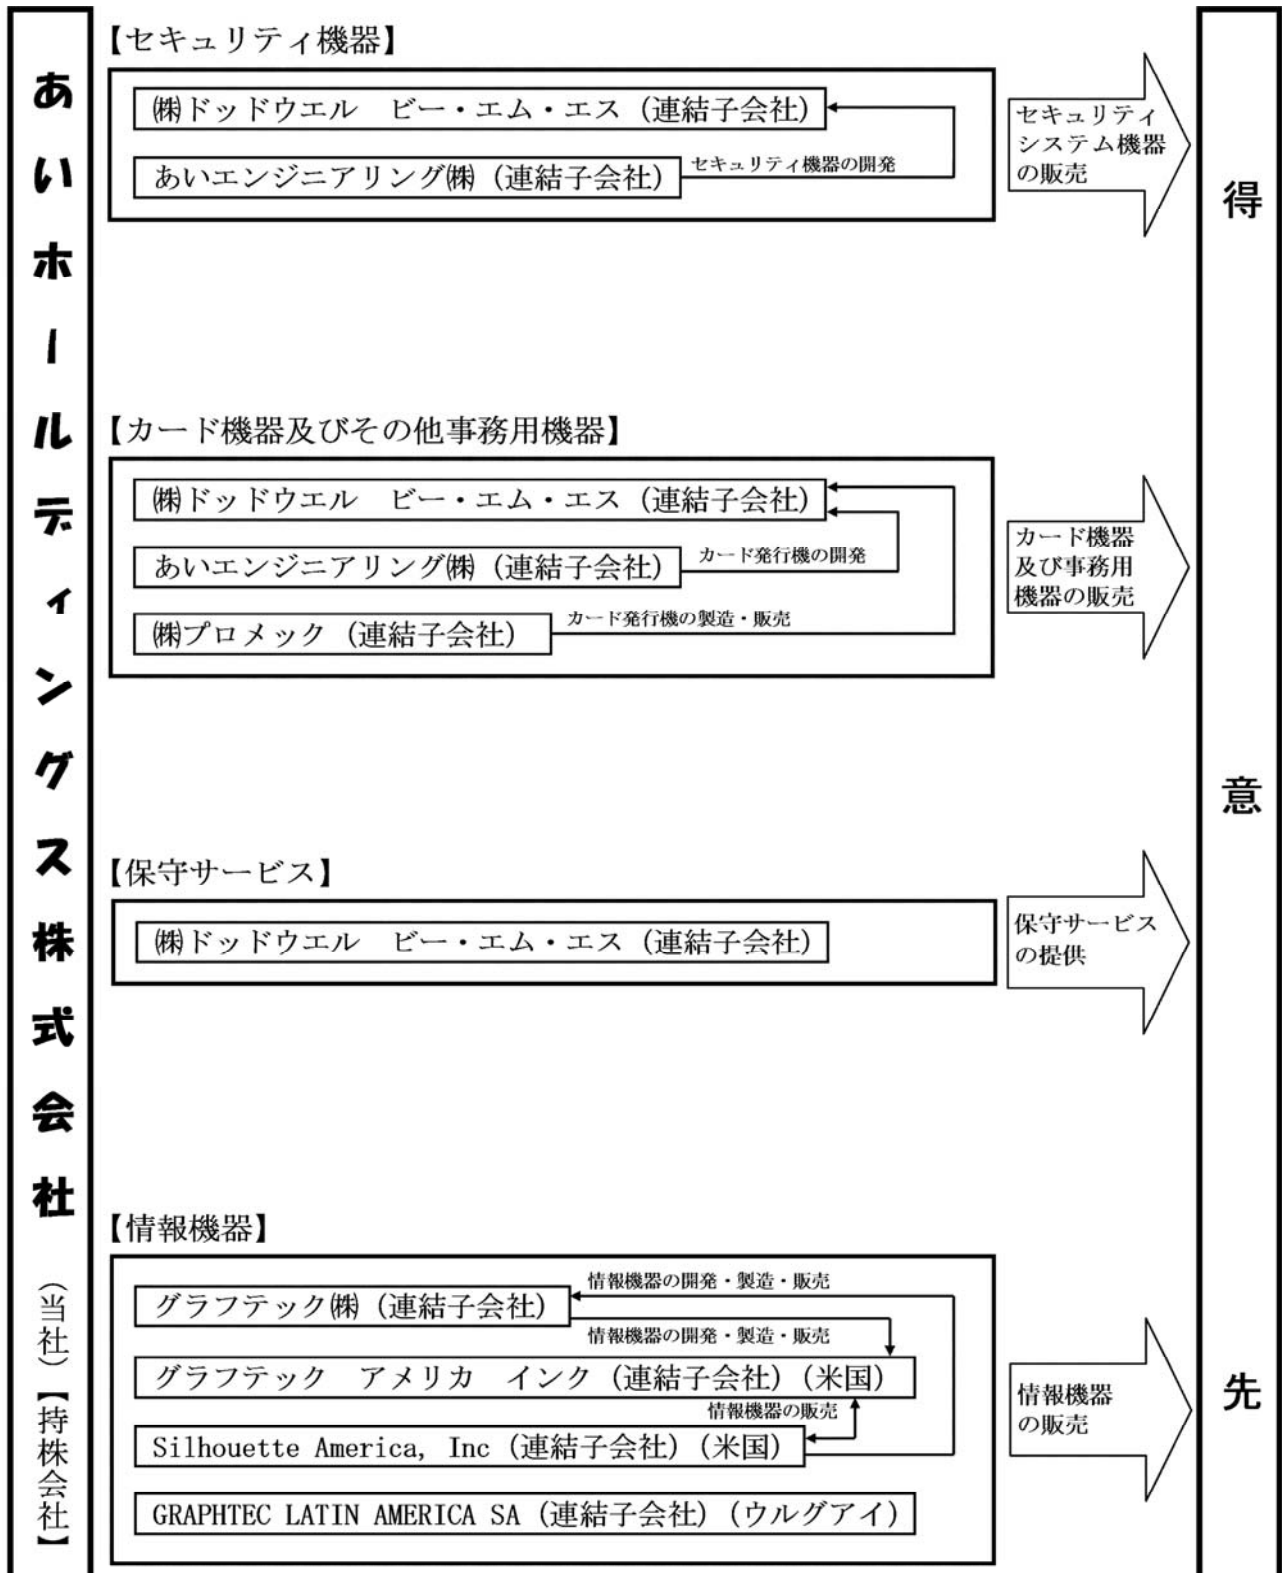 あいホールディングス株式会社
(当社)【持株会社】
【セキュリティ機器】
㈱ドッドウエル　ビー・エム・エス(連結子会社)
あいエンジニアリング㈱(連結子会社)
セキュリティ機器の開発
セキュリティ
システム機器
の販売
【カード機器及びその他事務用機器】
㈱ドッドウエル　ビー・エム・エス(連結子会社)
あいエンジニアリング㈱(連結子会社)
カード発行機の開発
㈱プロメック(連結子会社)
カード発行機の製造・販売
カード機器
及び事務用
機器の販売
【保守サービス】
㈱ドッドウエル　ビー・エム・エス(連結子会社)
保守サービス
の提供
【情報機器】
情報機器の開発・製造・販売
グラフテック㈱(連結子会社)
情報機器の開発・製造・販売
グラフテック　アメリカ　インク(連結子会社)(米国)
情報機器の販売
Silhouette America, Inc(連結子会社)(米国)
GRAPHTEC LATIN AMERICA SA(連結子会社)(ウルグアイ)
情報機器
の販売
得意先